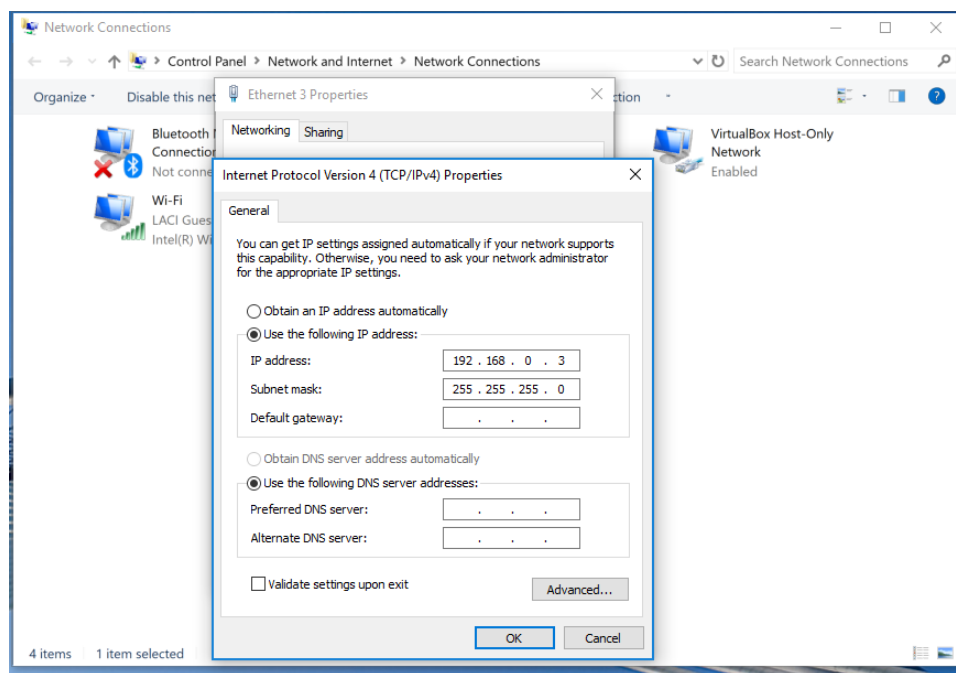 Network Connections
Control Panel > Network and Internet > Network Connections
Search Network Connections
Organize
Disable this net
ction
Ethernet 3 Properties
Networking
Sharing
Bluetooth
Connection
Not conne
Wi-Fi
LACI Gues
Intel(R) Wi
VirtualBox Host-Only
Network
Enabled
Internet Protocol Version 4 (TCP/IPv4) Properties
General
You can get IP settings assigned automatically if your network supports
this capability. Otherwise, you need to ask your network administrator
for the appropriate IP settings.
Obtain an IP address automatically
Use the following IP address:
IP address: 192 . 168 . 0 . 3
Subnet mask: 255 . 255 . 255 . 0
Default gateway: . . .
Obtain DNS server address automatically
Use the following DNS server addresses:
Preferred DNS server: . . .
Alternate DNS server: . . .
Validate settings upon exit
Advanced...
OK
Cancel
4 items
1 item selected